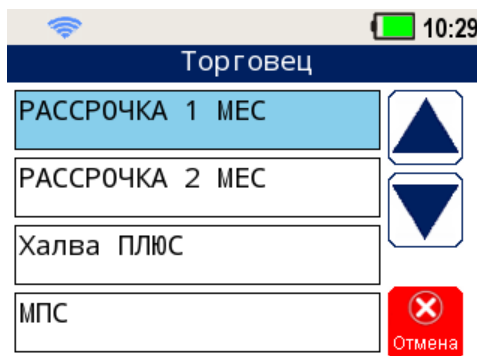 10:29
Торговец
РАССРОЧКА 1 МЕС
РАССРОЧКА 2 МЕС
Халва ПЛЮС
МПС
Отмена